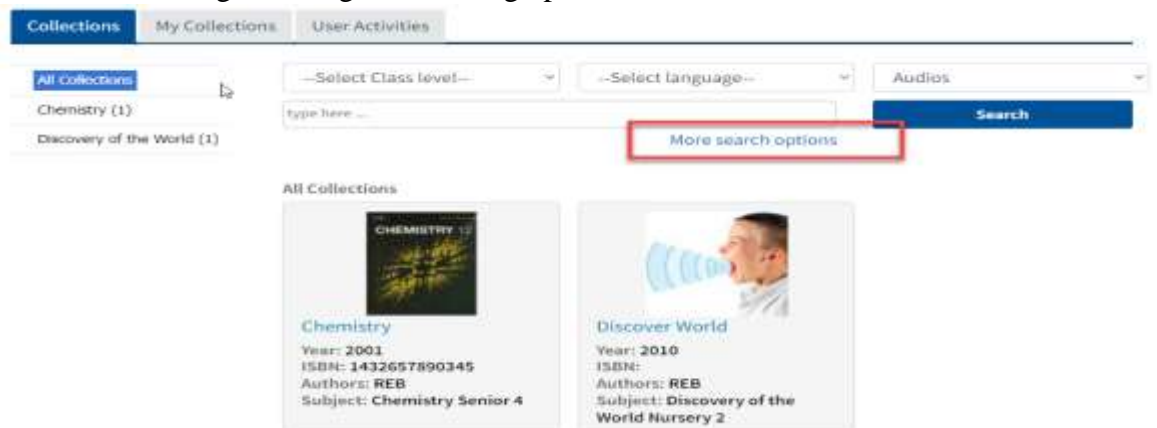 Collections My Collections User Activities
All Collections
Chemistry (1)
Discovery of the World (1)
--Select Class level-- --Select language-- Audios
type here ... Search
More search options
All Collections
CHEMISTRY 12
Chemistry
Year: 2001
ISBN: 1432657890345
Authors: REB
Subject: Chemistry Senior 4
Discover World
Year: 2010
ISBN:
Authors: REB
Subject: Discovery of the
World Nursery 2